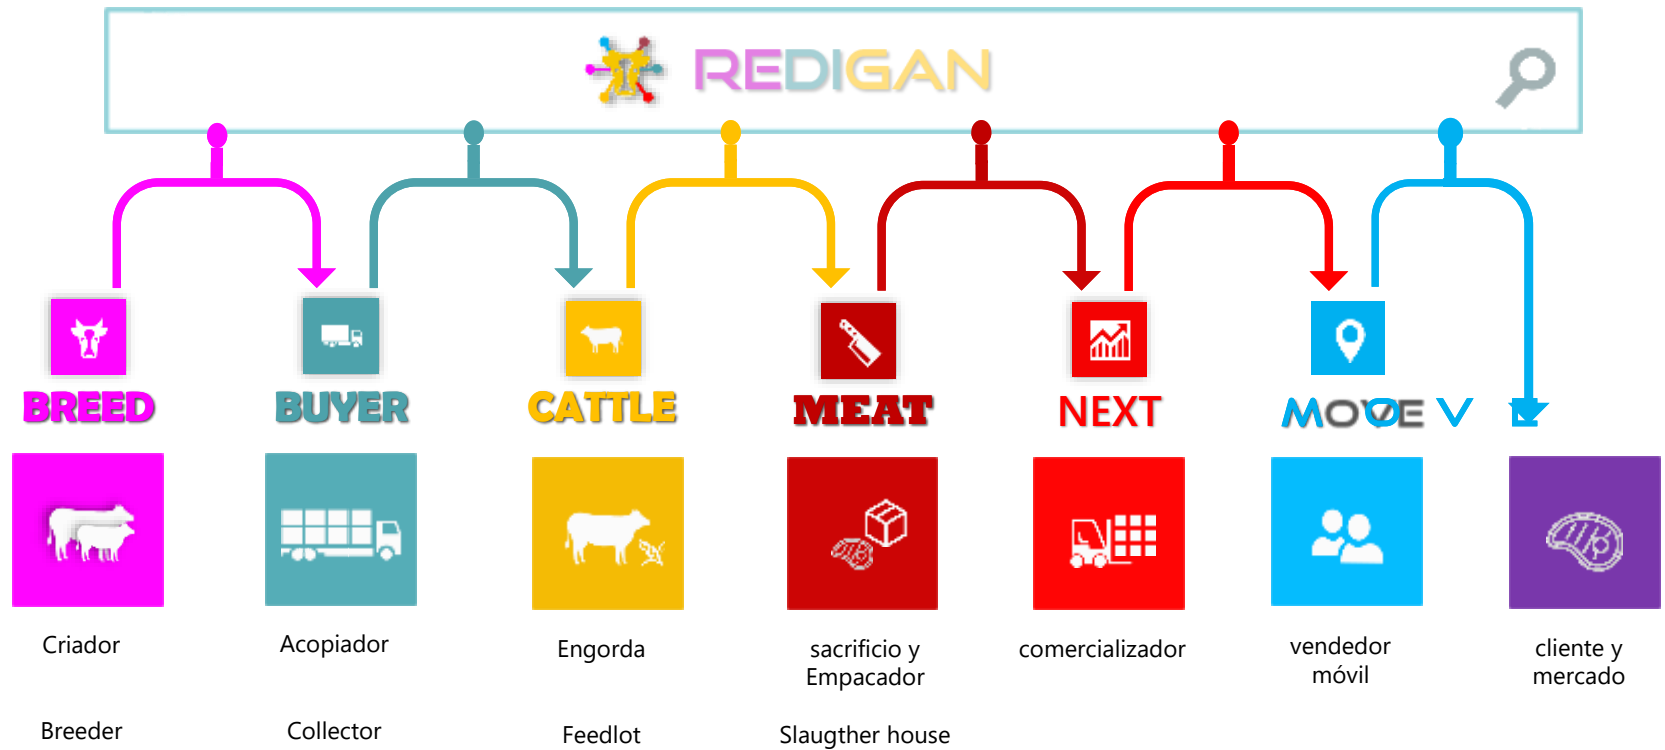 REDIGAN
BREED
BUYER
CATTLE
MEAT
NEXT
MOVE
O V E
Criador
Acopiador
Engorda
sacrificio y
Empacador
comercializador
vendedor
móvil
cliente y
mercado
Breeder
Collector
Feedlot
Slaugther house